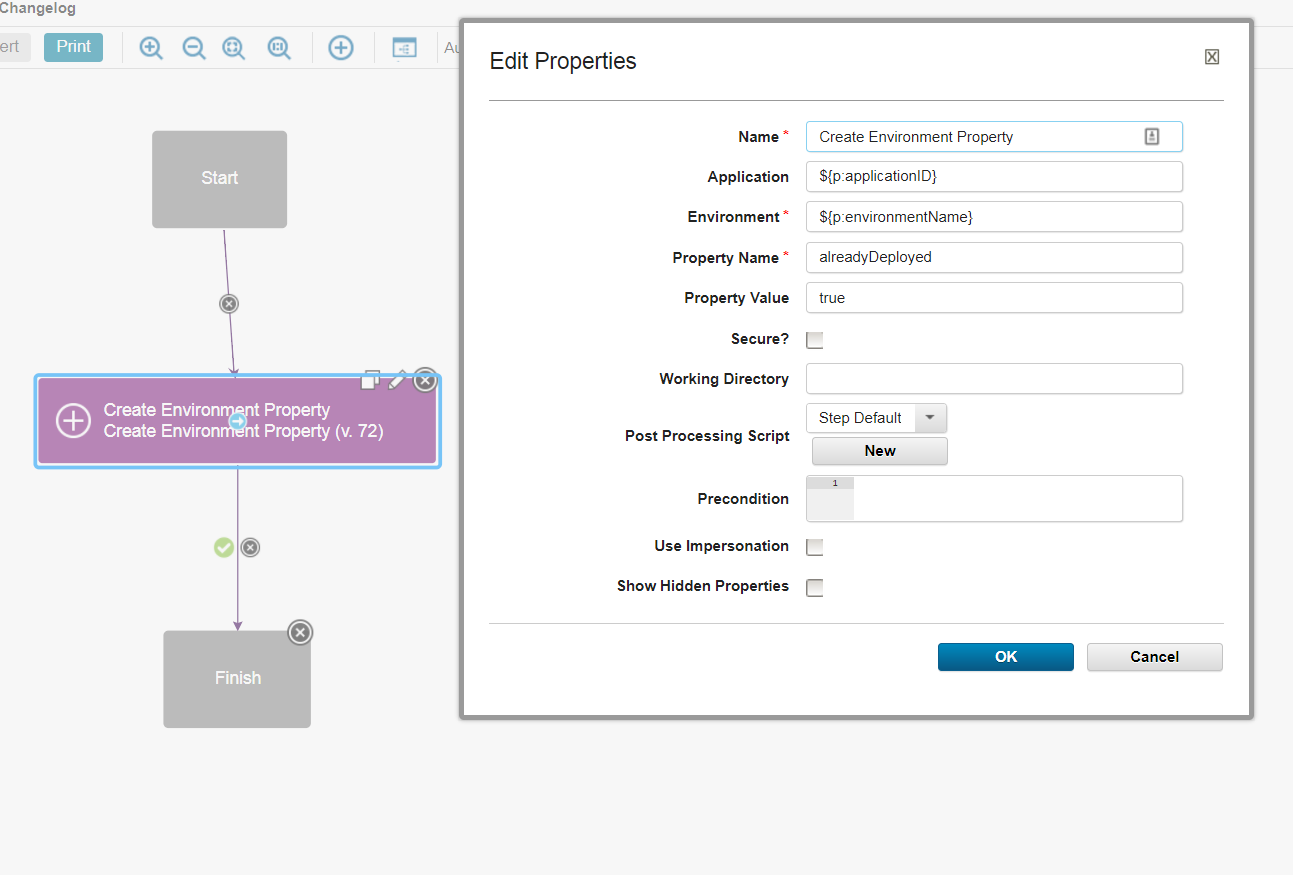 Changelog
ert
Print
Au
Start
Create Environment Property
Create Environment Property (v. 72)
Finish
Edit Properties
X
Name *
Create Environment Property
Application
${p:applicationID}
Environment *
${p:environmentName}
Property Name *
alreadyDeployed
Property Value
true
Secure?
Working Directory
Post Processing Script
Step Default
New
Precondition
1
Use Impersonation
Show Hidden Properties
OK
Cancel